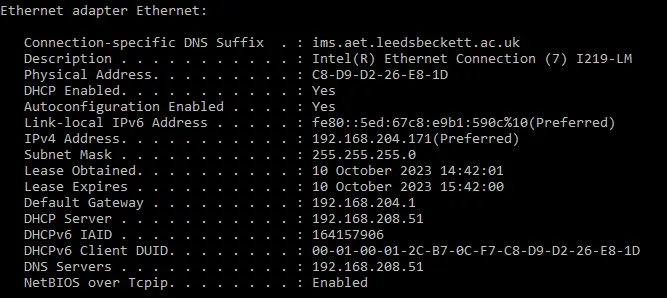 Ethernet adapter Ethernet:
Connection-specific DNS Suffix . : ims.aet.leedsbeckett.ac.uk
Description . . . . . . . . . . . : Intel(R) Ethernet Connection (7) I219-LM
Physical Address. . . . . . . . . : C8-D9-D2-26-E8-1D
DHCP Enabled. . . . . . . . . . . : Yes
Autoconfiguration Enabled . . . . : Yes
Link-local IPv6 Address . . . . . : fe80::5ed:67c8:e9b1:590c%10(Preferred)
IPv4 Address. . . . . . . . . . . : 192.168.204.171(Preferred)
Subnet Mask . . . . . . . . . . . : 255.255.255.0
Lease Obtained. . . . . . . . . . : 10 October 2023 14:42:01
Lease Expires . . . . . . . . . . : 10 October 2023 15:42:00
Default Gateway . . . . . . . . . : 192.168.204.1
DHCP Server . . . . . . . . . . . : 192.168.208.51
DHCPv6 IAID . . . . . . . . . . . : 164157906
DHCPv6 Client DUID. . . . . . . . : 00-01-00-01-2C-B7-0C-F7-C8-D9-D2-26-E8-1D
DNS Servers . . . . . . . . . . . : 192.168.208.51
NetBIOS over Tcpip. . . . . . . . : Enabled